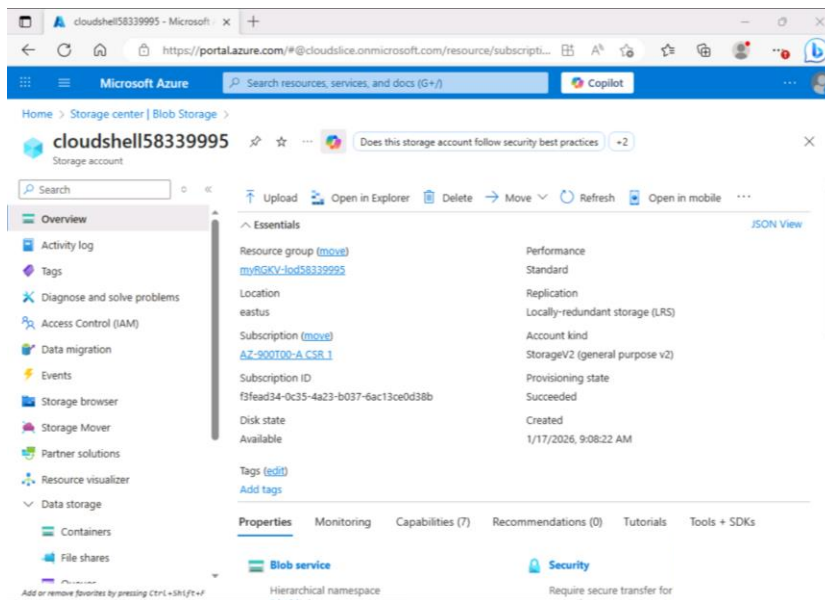 cloudshell58339995 - Microsoft
https://portal.azure.com/#@cloudslice.onmicrosoft.com/resource/subscripti...
Microsoft Azure
Search resources, services, and docs (G+/)
Copilot
...
Home > Storage center | Blob Storage >
cloudshell58339995
Does this storage account follow security best practices
+2
Storage account
Search
Upload
Open in Explorer
Delete
Move
Refresh
Open in mobile
...
Overview
Activity log
Tags
Diagnose and solve problems
Access Control (IAM)
Data migration
Events
Storage browser
Storage Mover
Partner solutions
Resource visualizer
Data storage
Containers
File shares
Add or remove favorites by pressing Ctrl+Shift+F
Essentials
JSON View
Resource group (move)
myRGKV-lod58339995
Location
eastus
Subscription (move)
AZ-900T00-A CSR 1
Subscription ID
f3fead34-0c35-4a23-b037-6ac13ce0d38b
Disk state
Available
Performance
Standard
Replication
Locally-redundant storage (LRS)
Account kind
StorageV2 (general purpose v2)
Provisioning state
Succeeded
Created
1/17/2026, 9:08:22 AM
Tags (edit)
Add tags
Properties
Monitoring
Capabilities (7)
Recommendations (0)
Tutorials
Tools + SDKs
Blob service
Hierarchical namespace
Security
Require secure transfer for